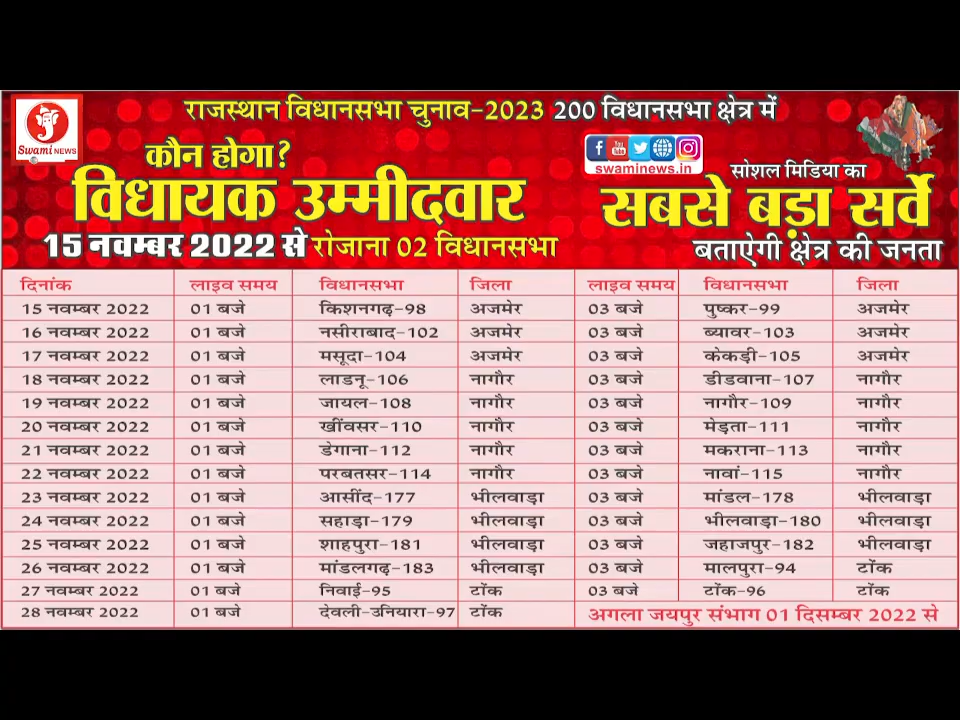 राजस्थान विधानसभा चुनाव-2023 200 विधानसभा क्षेत्र में
Swami NEWS
कौन होगा?
विधायक उम्मीदवार
15 नवम्बर 2022 से रोजाना 02 विधानसभा
swaminews.in
सोशल मिडिया का
सबसे बड़ा सर्वे
बताऐगी क्षेत्र की जनता
दिनांक लाइव समय विधानसभा जिला लाइव समय विधानसभा जिला
15 नवम्बर 2022 01 बजे किशनगढ़-98 अजमेर 03 बजे पुष्कर-99 अजमेर
16 नवम्बर 2022 01 बजे नसीराबाद-102 अजमेर 03 बजे ब्यावर-103 अजमेर
17 नवम्बर 2022 01 बजे मसूदा-104 अजमेर 03 बजे केकड़ी-105 अजमेर
18 नवम्बर 2022 01 बजे लाडनू-106 नागौर 03 बजे डीडवाना-107 नागौर
19 नवम्बर 2022 01 बजे जायल-108 नागौर 03 बजे नागौर-109 नागौर
20 नवम्बर 2022 01 बजे खींवसर-110 नागौर 03 बजे मेड़ता-111 नागौर
21 नवम्बर 2022 01 बजे डेगाना-112 नागौर 03 बजे मकराना-113 नागौर
22 नवम्बर 2022 01 बजे परबतसर-114 नागौर 03 बजे नावां-115 नागौर
23 नवम्बर 2022 01 बजे आसींद-177 भीलवाड़ा 03 बजे मांडल-178 भीलवाड़ा
24 नवम्बर 2022 01 बजे सहाड़ा-179 भीलवाड़ा 03 बजे भीलवाड़ा-180 भीलवाड़ा
25 नवम्बर 2022 01 बजे शाहपुरा-181 भीलवाड़ा 03 बजे जहाजपुर-182 भीलवाड़ा
26 नवम्बर 2022 01 बजे मांडलगढ़-183 भीलवाड़ा 03 बजे मालपुरा-94 टोंक
27 नवम्बर 2022 01 बजे निवाई-95 टोंक 03 बजे टोंक-96 टोंक
28 नवम्बर 2022 01 बजे देवली-उनियारा-97 टोंक अगला जयपुर संभाग 01 दिसम्बर 2022 से